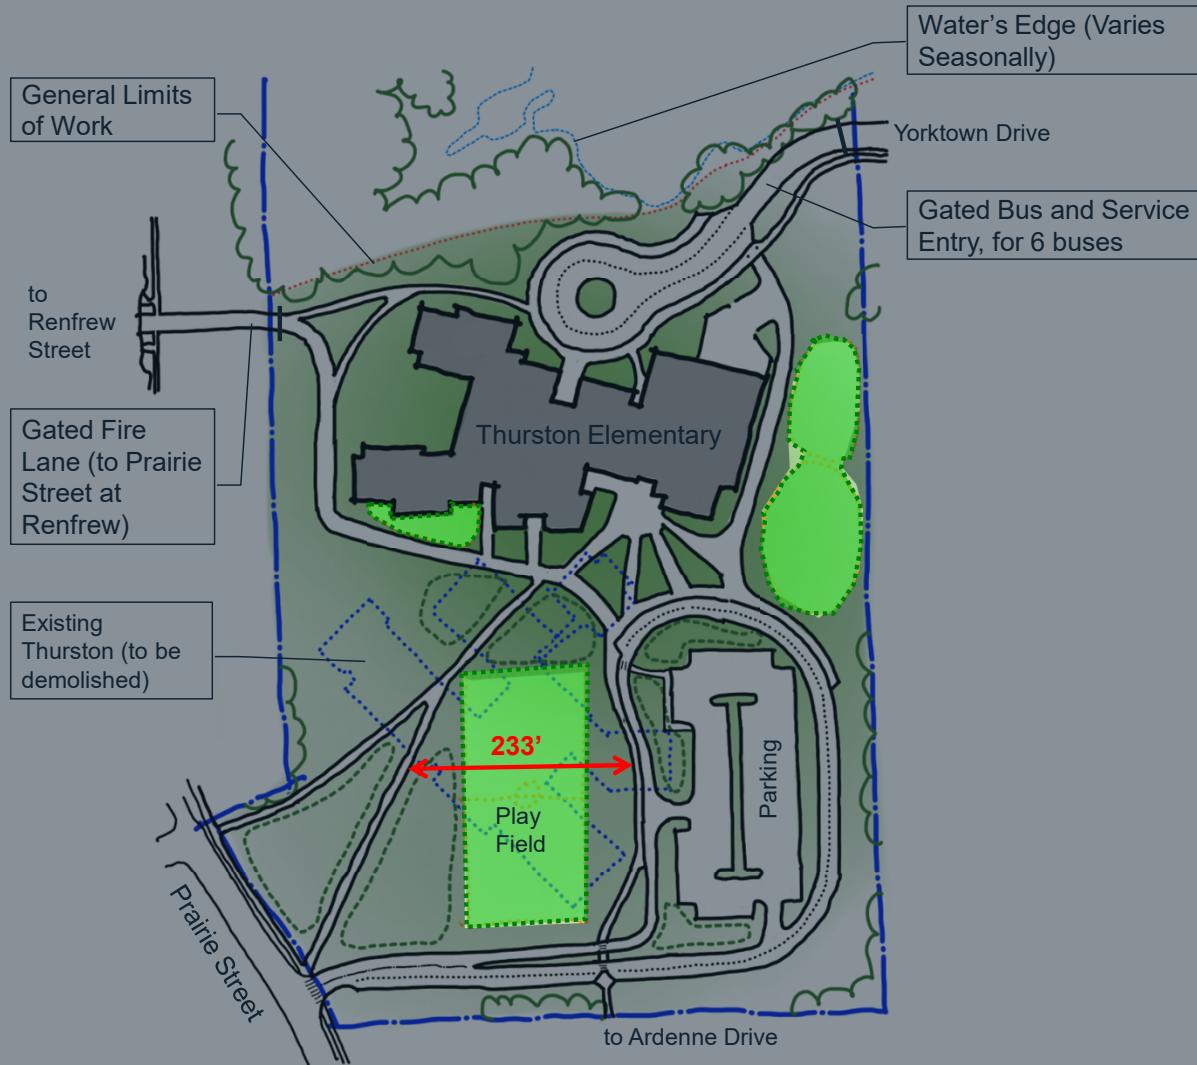 Water’s Edge (Varies
Seasonally)
General Limits
of Work
Yorktown Drive
Gated Bus and Service
Entry, for 6 buses
to
Renfrew
Street
Gated Fire
Lane (to Prairie
Street at
Renfrew)
Thurston Elementary
Existing
Thurston (to be
demolished)
233’
Play
Field
Parking
Prairie Street
to Ardenne Drive